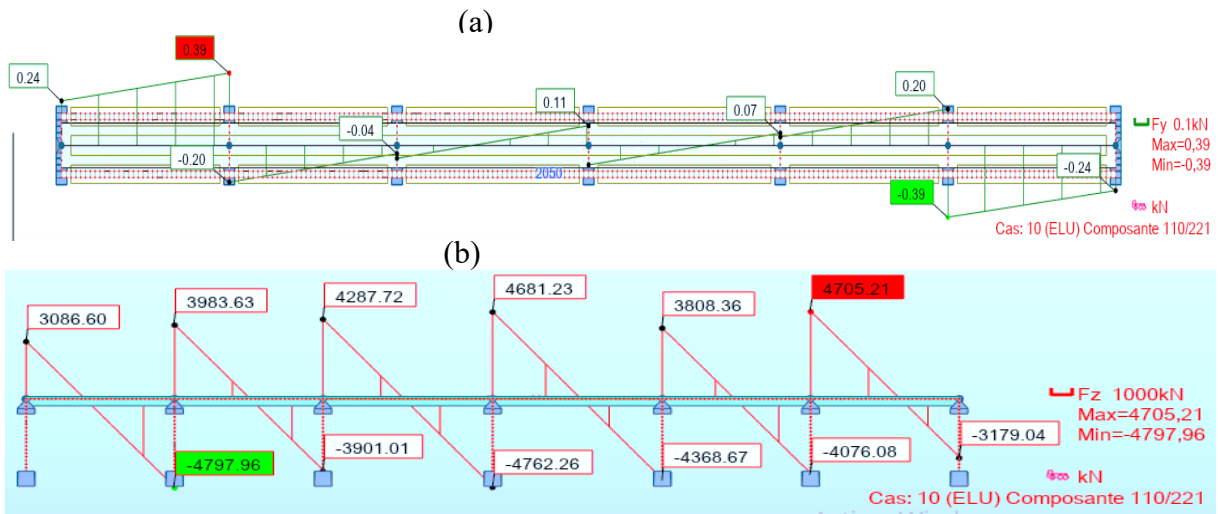 (a)
0.39
0.24
0.20
0.11
0.07
-0.04
Fy 0.1kN
Max=0,39
Min=-0,39
-0.20
2050
-0.24
-0.39
kN
Cas: 10 (ELU) Composante 110/221
(b)
4705.21
4681.23
3983.63
4287.72
3808.36
3086.60
Fz 1000kN
Max=4705,21
Min=-4797,96
-3179.04
-3901.01
-4076.08
-4797.96
-4762.26
-4368.67
kN
Cas: 10 (ELU) Composante 110/221